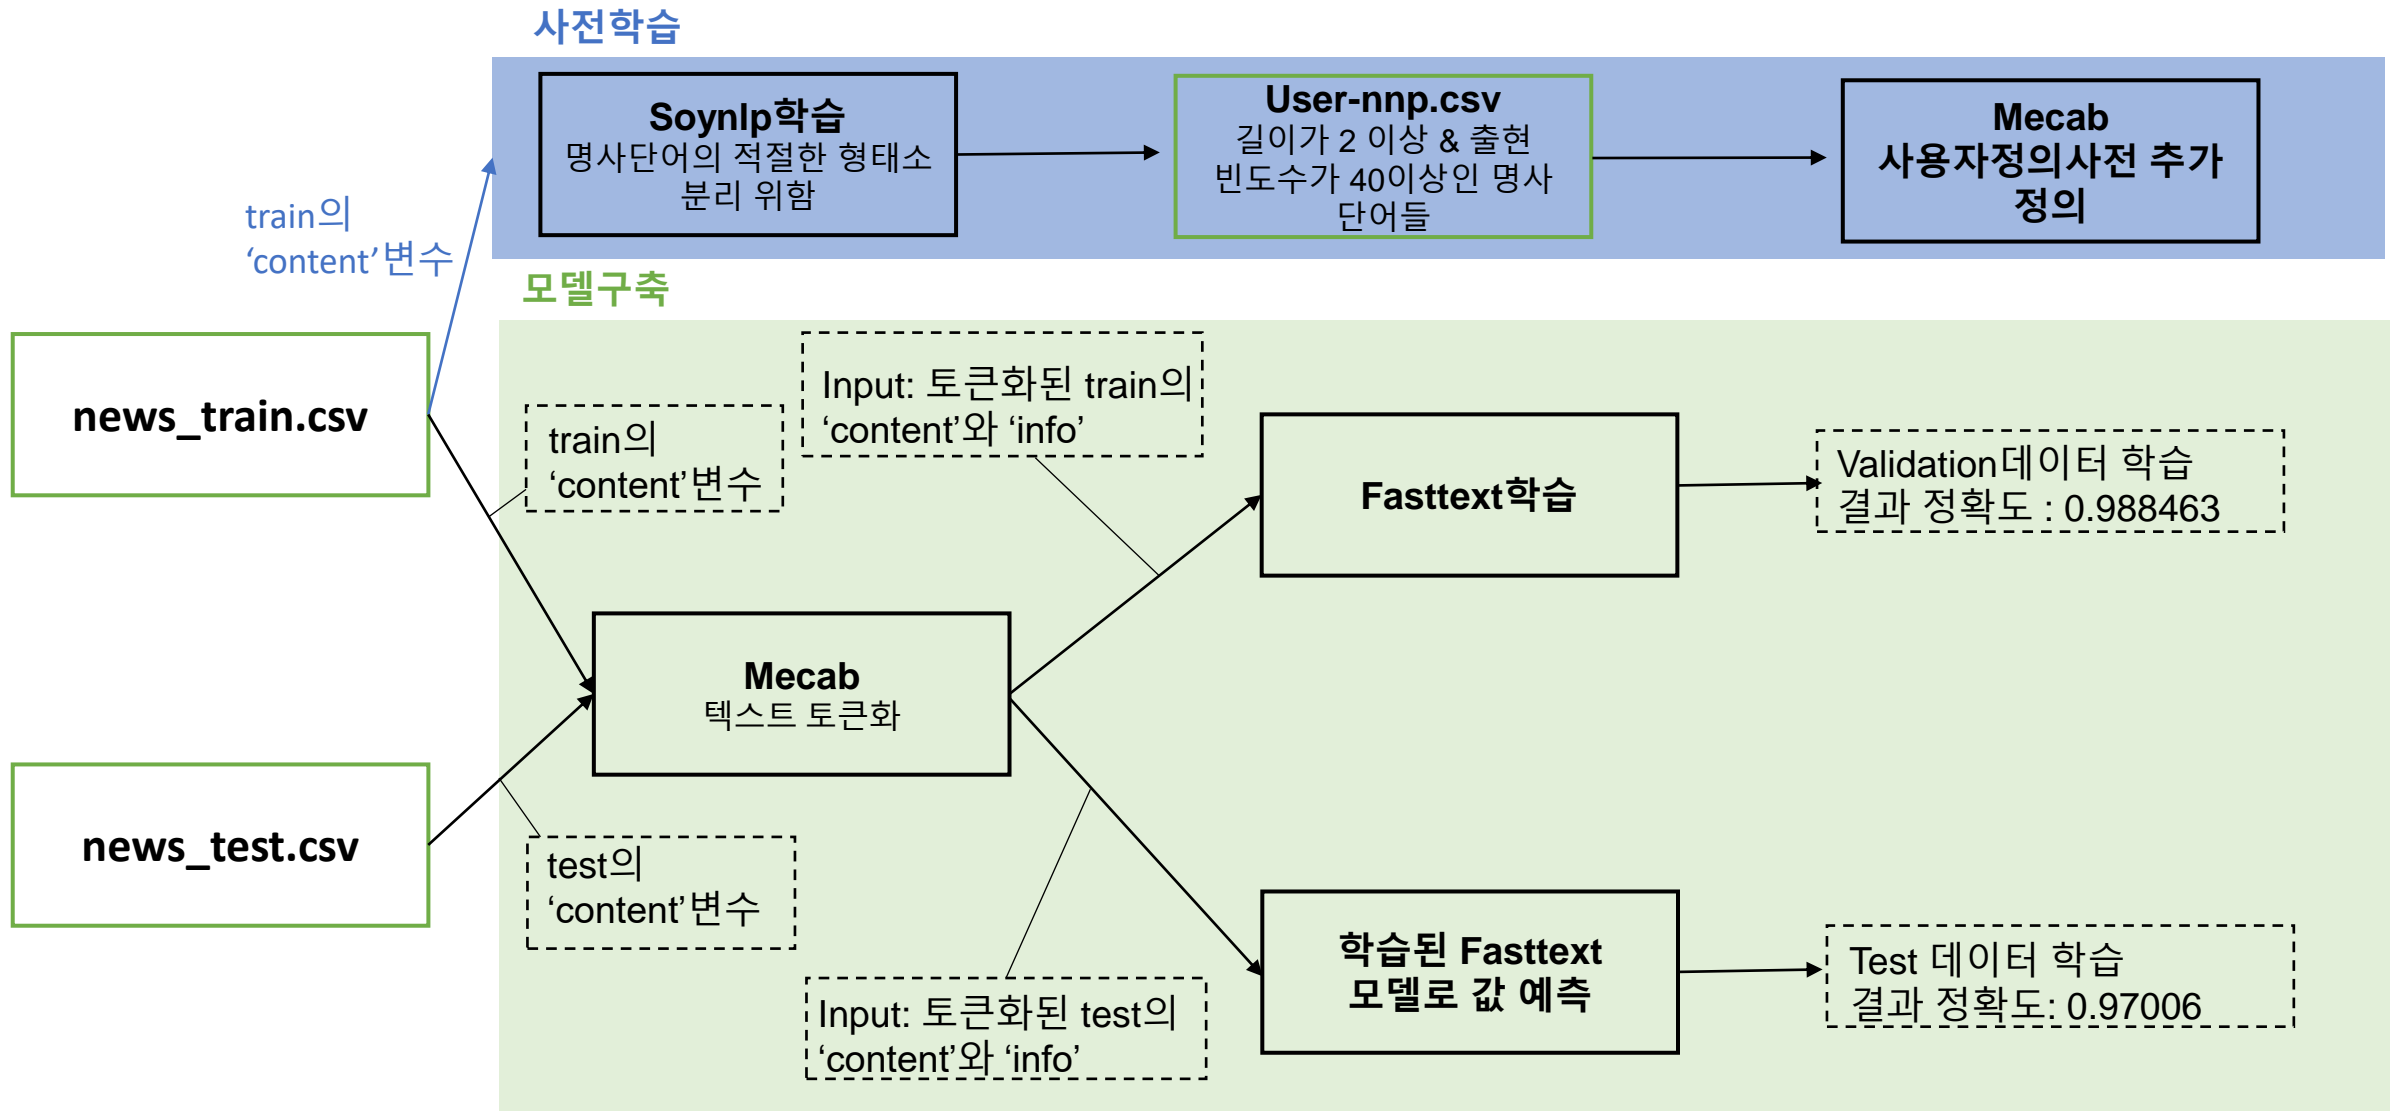 사전학습
Soynlp학습
명사단어의 적절한 형태소
분리 위함
User-nnp.csv
길이가 2 이상 & 출현
빈도수가 40이상인 명사
단어들
Mecab
사용자정의사전 추가
정의
train의
‘content’변수
모델구축
news_train.csv
train의
‘content’변수
Input: 토큰화된 train의
‘content’와 ‘info’
Fasttext학습
Validation데이터 학습
결과 정확도 : 0.988463
Mecab
텍스트 토큰화
news_test.csv
test의
‘content’변수
Input: 토큰화된 test의
‘content’와 ‘info’
학습된 Fasttext
모델로 값 예측
Test 데이터 학습
결과 정확도: 0.97006